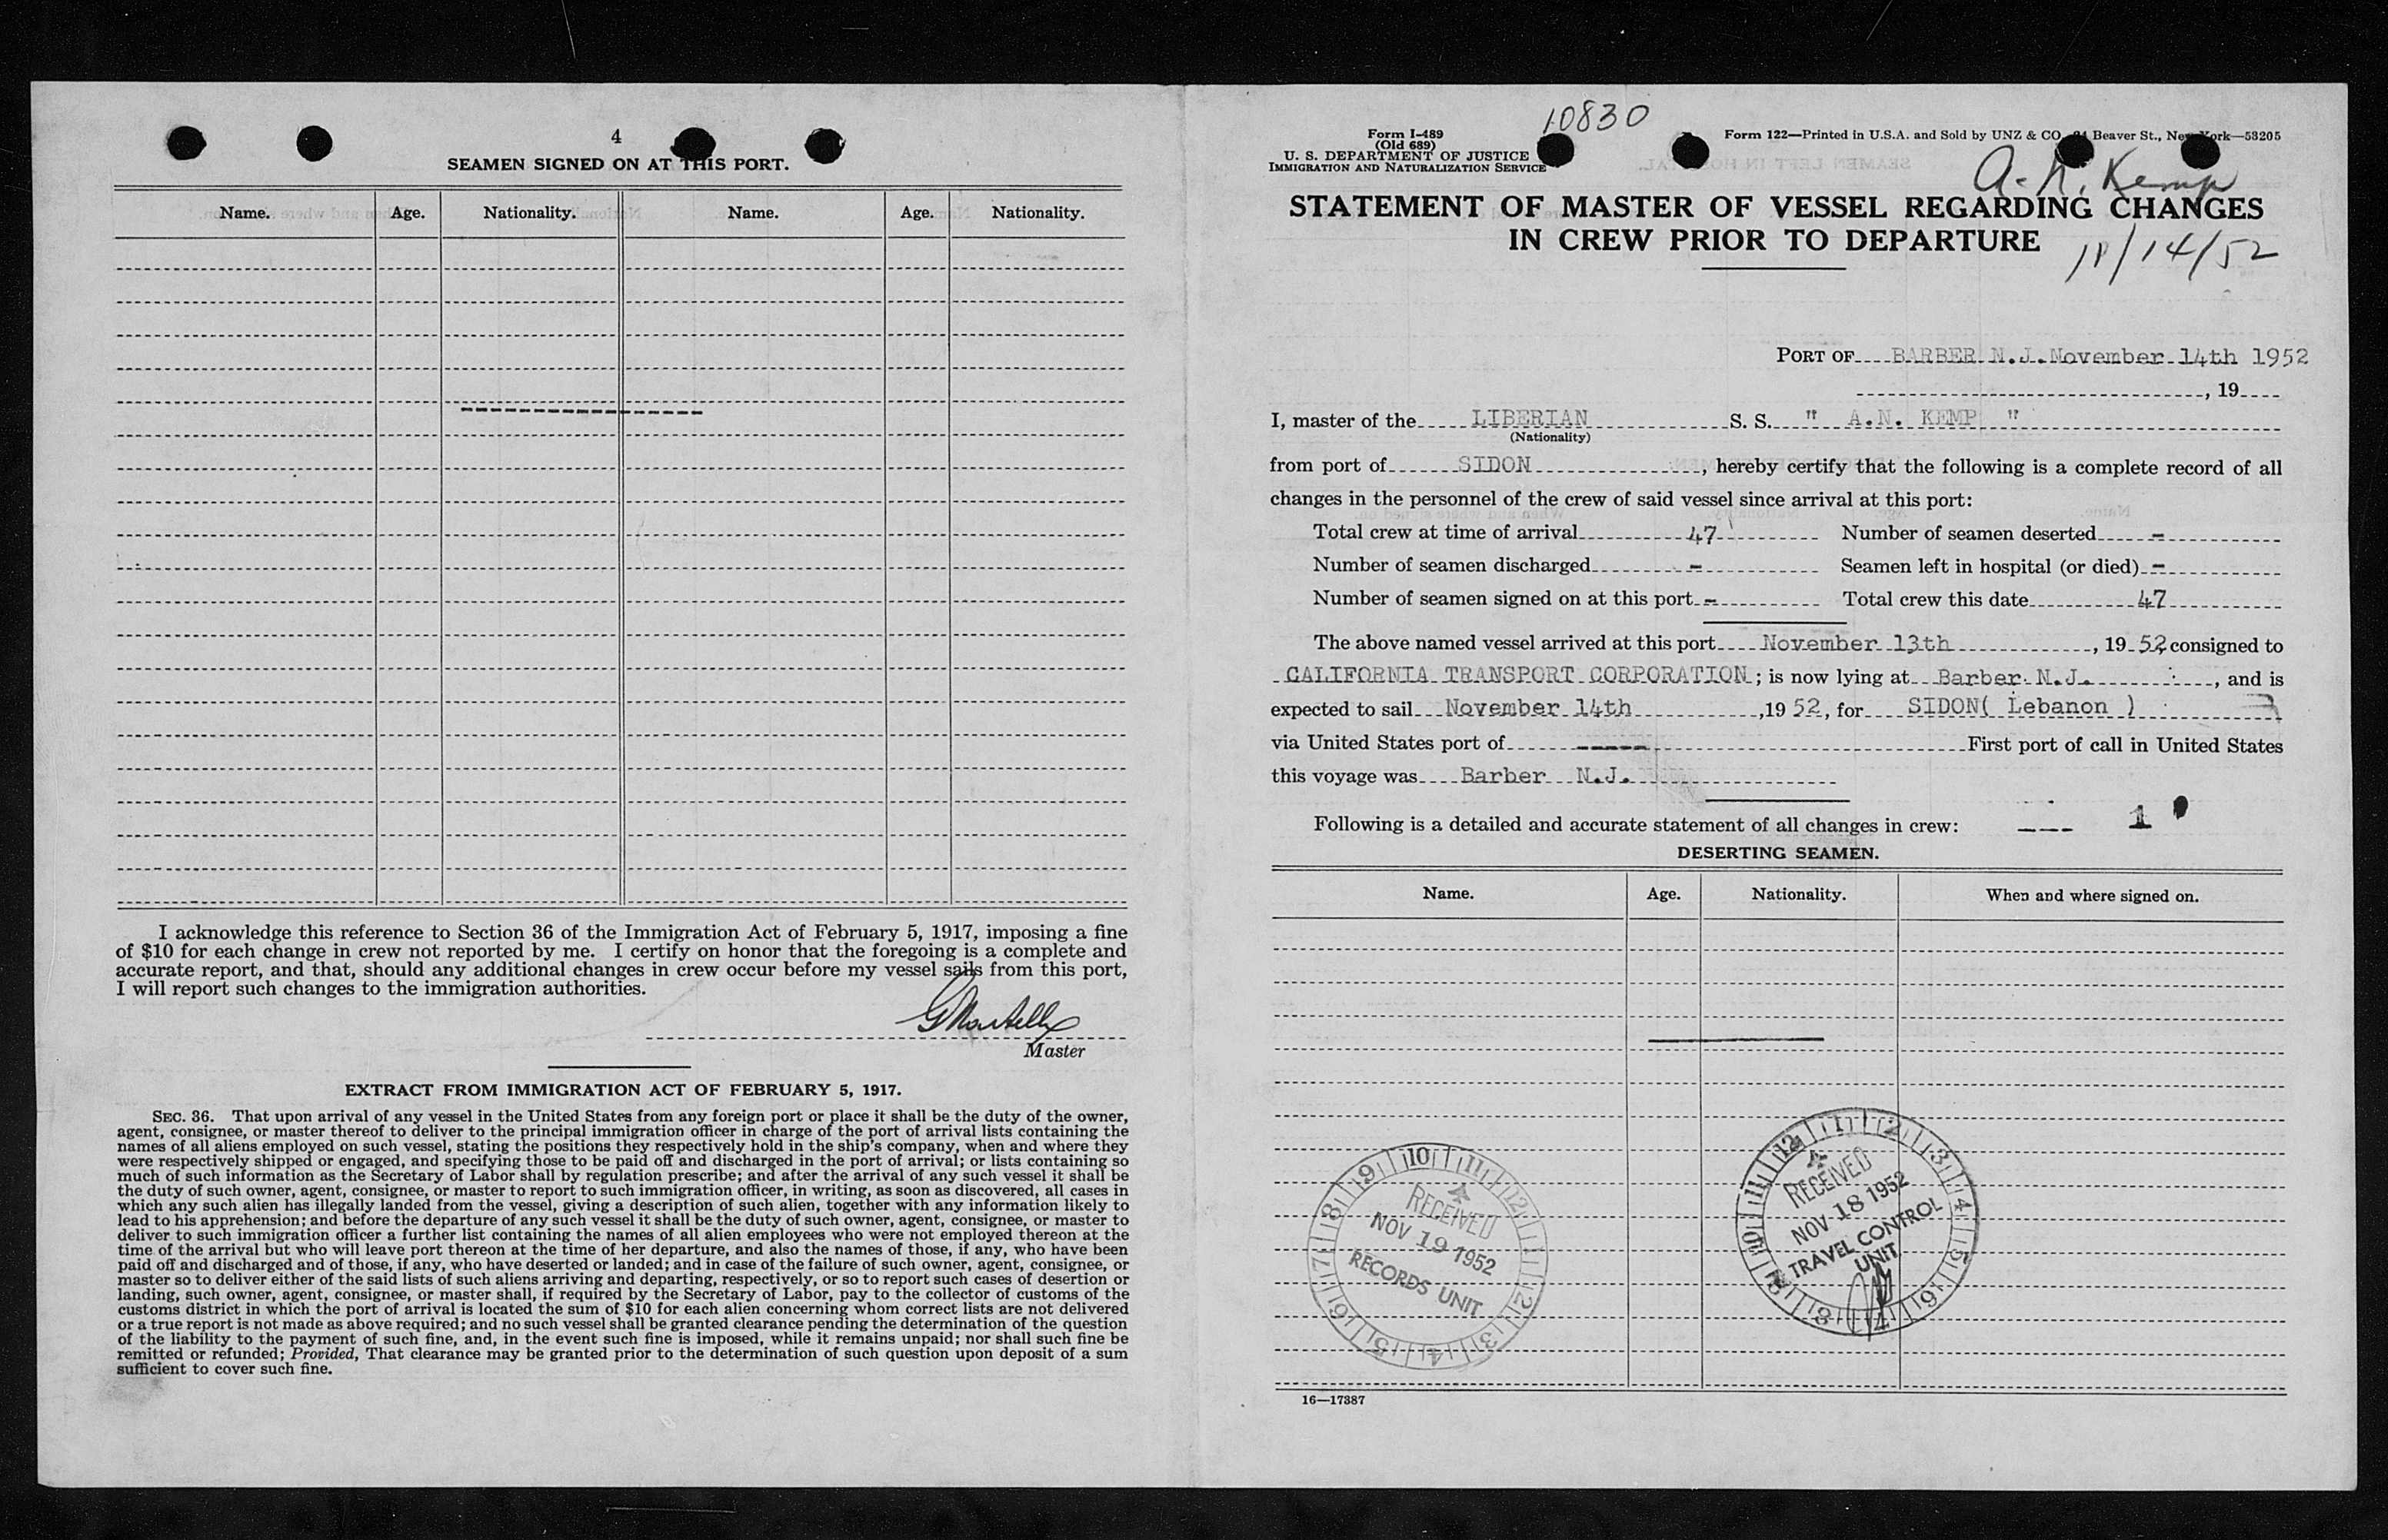 4
SEAMEN SIGNED ON AT THIS PORT.
Name. Age. Nationality. Name. Age. Nationality.
I acknowledge this reference to Section 36 of the Immigration Act of February 5, 1917, imposing a fine
of $10 for each change in crew not reported by me. I certify on honor that the foregoing is a complete and
accurate report, and that, should any additional changes in crew occur before my vessel sails from this port,
I will report such changes to the immigration authorities.
Master
EXTRACT FROM IMMIGRATION ACT OF FEBRUARY 5, 1917.
SEC. 36. That upon arrival of any vessel in the United States from any foreign port or place it shall be the duty of the owner,
agent, consignee, or master thereof to deliver to the principal immigration officer in charge of the port of arrival lists containing the
names of all aliens employed on such vessel, stating the positions they respectively hold in the ship's company, when and where they
were respectively shipped or engaged, and specifying those to be paid off and discharged in the port of arrival; or lists containing so
much of such information as the Secretary of Labor shall by regulation prescribe; and after the arrival of any such vessel it shall be
the duty of such owner, agent, consignee, or master to report to such immigration officer, in writing, as soon as discovered, all cases in
which any such alien has illegally landed from the vessel, giving a description of such alien, together with any information likely to
lead to his apprehension; and before the departure of any such vessel it shall be the duty of such owner, agent, consignee, or master to
deliver to such immigration officer a further list containing the names of all alien employees who were not employed thereon at the
time of the arrival but who will leave port thereon at the time of her departure, and also the names of those, if any, who have been
paid off and discharged and of those, if any, who have deserted or landed; and in case of the failure of such owner, agent, consignee, or
master so to deliver either of the said lists of such aliens arriving and departing, respectively, or so to report such cases of desertion or
landing, such owner, agent, consignee, or master shall, if required by the Secretary of Labor, pay to the collector of customs of the
customs district in which the port of arrival is located the sum of $10 for each alien concerning whom correct lists are not delivered
or a true report is not made as above required; and no such vessel shall be granted clearance pending the determination of the question
of the liability to the payment of such fine, and, in the event such fine is imposed, while it remains unpaid; nor shall such fine be
remitted or refunded; Provided, That clearance may be granted prior to the determination of such question upon deposit of a sum
sufficient to cover such fine.
10830
Form I-489
(Old 689)
U. S. DEPARTMENT OF JUSTICE
IMMIGRATION AND NATURALIZATION SERVICE
Form 122—Printed in U.S.A. and Sold by UNZ & CO. Beaver St., New York—53205
A. N. Kemp
STATEMENT OF MASTER OF VESSEL REGARDING CHANGES
IN CREW PRIOR TO DEPARTURE
11/14/52
PORT OF BARBER N.J. November 14th 1952
, 19
I, master of the LIBERIAN S. S. " A.N. KEMP "
(Nationality)
from port of SIDON, hereby certify that the following is a complete record of all
changes in the personnel of the crew of said vessel since arrival at this port:
Total crew at time of arrival 47 Number of seamen deserted -
Number of seamen discharged - Seamen left in hospital (or died) -
Number of seamen signed on at this port - Total crew this date 47
The above named vessel arrived at this port November 13th, 19 52 consigned to
CALIFORNIA TRANSPORT CORPORATION; is now lying at Barber N.J., and is
expected to sail November 14th, 19 52, for SIDON( Lebanon )
via United States port of ----- First port of call in United States
this voyage was Barber N.J.
Following is a detailed and accurate statement of all changes in crew: --- 1
DESERTING SEAMEN.
Name. Age. Nationality. When and where signed on.
RECEIVED
NOV 19 1952
RECORDS UNIT
RECEIVED
NOV 18 1952
TRAVEL CONTROL
UNIT
16—17387